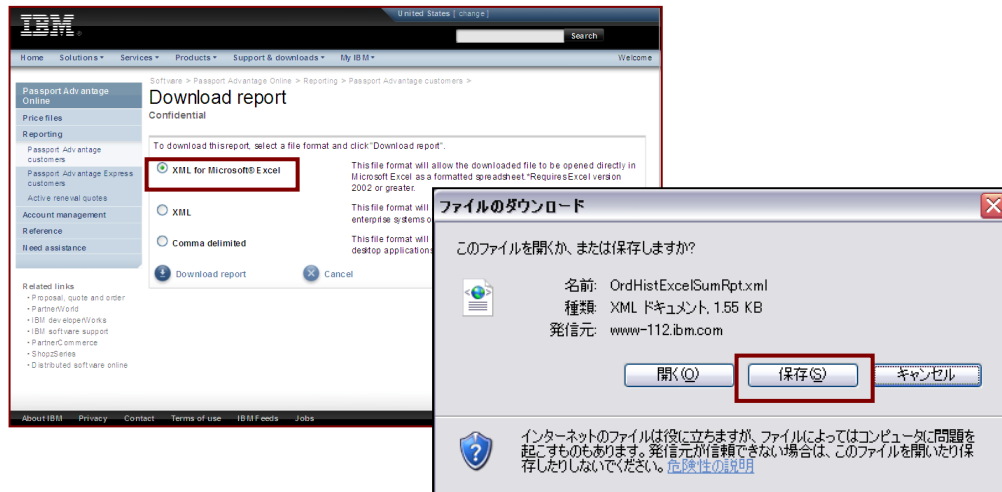 IBM®
United States [ change ]
Search
Home Solutions Services Products Support & downloads My IBM Welcome
Software > Passport Advantage Online > Reporting > Passport Advantage customers >
Passport Advantage
Online
Price files
Reporting
Passport Advantage
customers
Passport Advantage Express
customers
Active renewal quotes
Account management
Reference
Need assistance
Related links
• Proposal, quote and order
• PartnerWorld
• IBM developerWorks
• IBM software support
• PartnerCommerce
• ShopzSeries
• Distributed software online
Download report
Confidential
To download this report, select a file format and click "Download report".
XML for Microsoft® Excel
This file format will allow the downloaded file to be opened directly in
Microsoft Excel as a formatted spreadsheet.*Requires Excel version
2002 or greater.
XML
This file format will
enterprise systems o
Comma delimited
This file format will
desktop applications
Download report Cancel
About IBM Privacy Contact Terms of use IBM Feeds Jobs
ファイルのダウンロード
このファイルを開くか、または保存しますか?
名前: OrdHistExcelSumRpt.xml
種類: XML ドキュメント, 1.55 KB
発信元: www-112.ibm.com
開く(O) 保存(S) キャンセル
インターネットのファイルは役に立ちますが、ファイルによってはコンピュータに問題を
起こすものもあります。発信元が信頼できない場合は、このファイルを開いたり保
存したりしないでください。危険性の説明